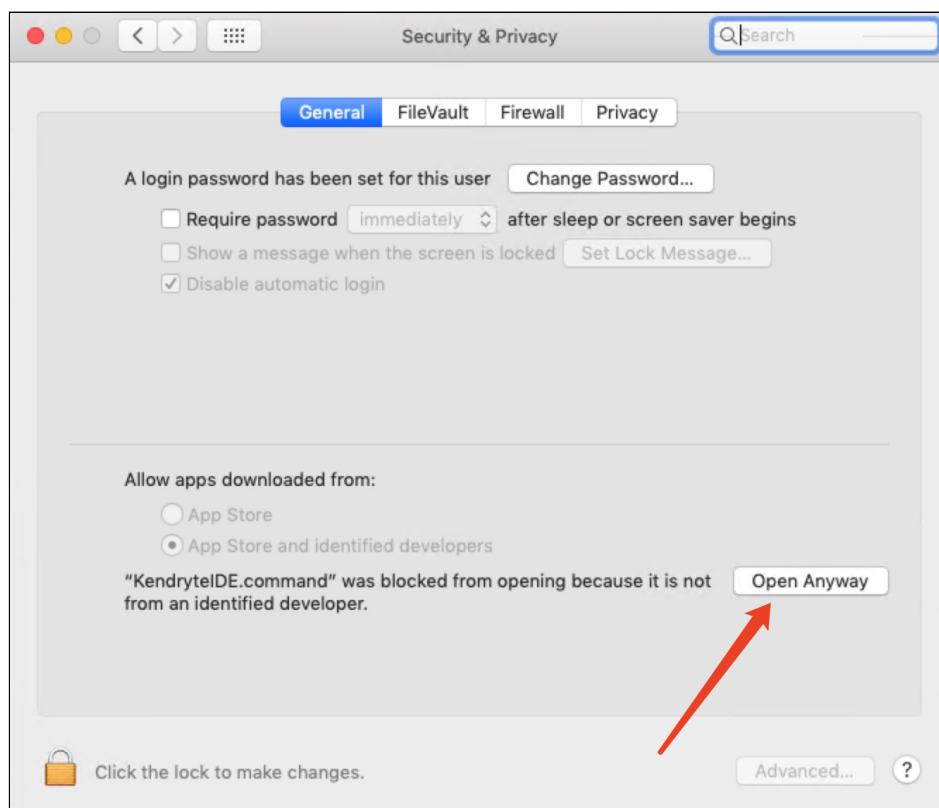 Security & Privacy
Search
General FileVault Firewall Privacy
A login password has been set for this user Change Password...
Require password immediately after sleep or screen saver begins
Show a message when the screen is locked Set Lock Message...
Disable automatic login
Allow apps downloaded from:
App Store
App Store and identified developers
“KendryteIDE.command” was blocked from opening because it is not Open Anyway
from an identified developer.
Click the lock to make changes. Advanced... ?